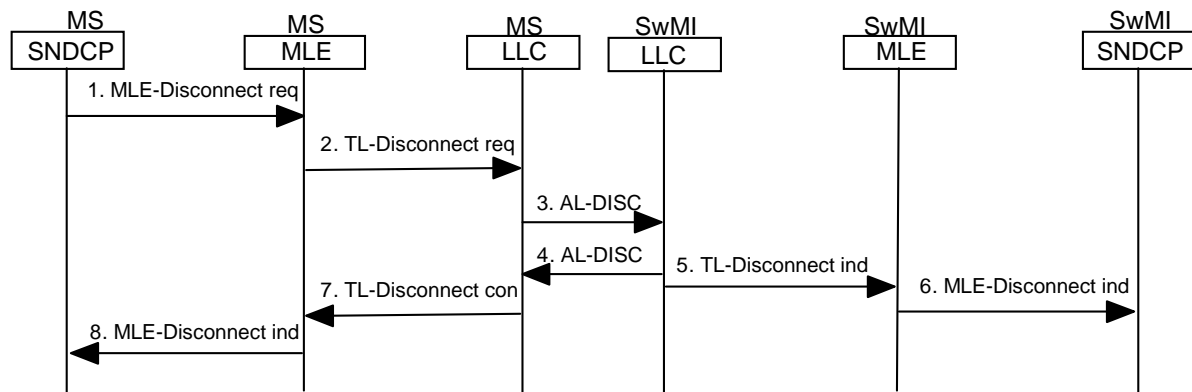 MS MS MS SwMI SwMI SwMI
SNDCP MLE LLC LLC MLE SNDCP
1. MLE-Disconnect req
2. TL-Disconnect req
3. AL-DISC
4. AL-DISC
5. TL-Disconnect ind
6. MLE-Disconnect ind
7. TL-Disconnect con
8. MLE-Disconnect ind